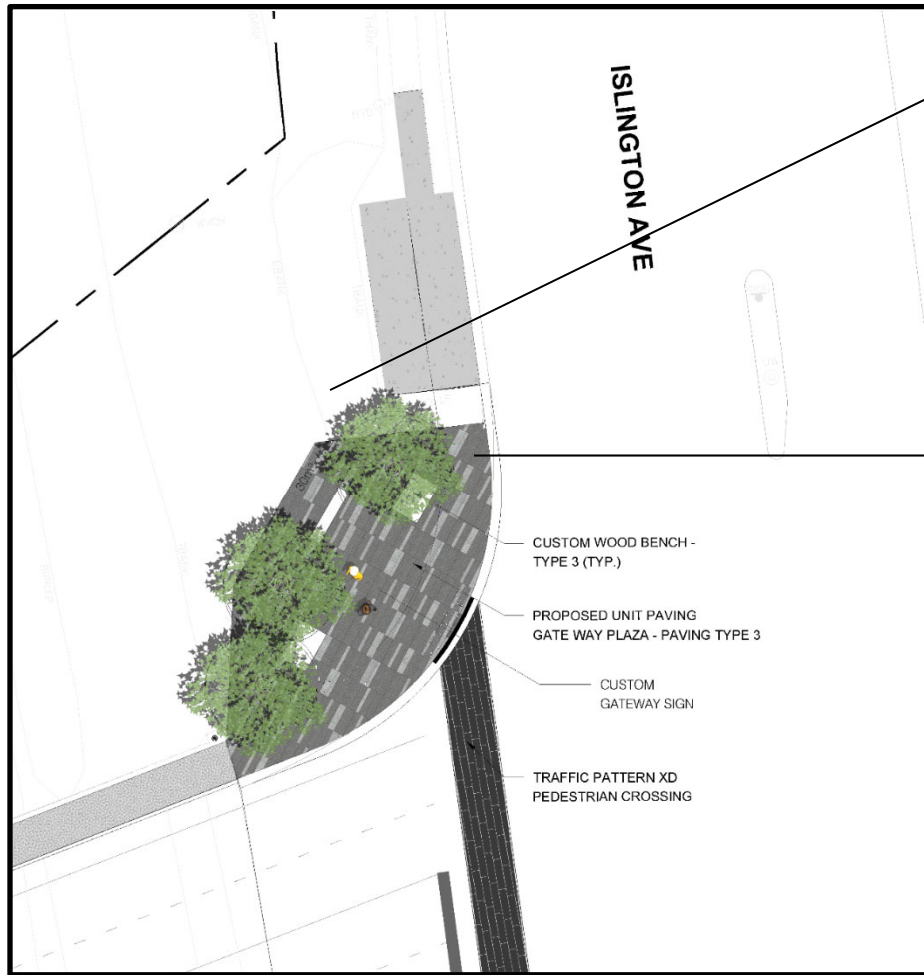 ISLINGTON AVE
CUSTOM WOOD BENCH -
TYPE 3 (TYP.)
PROPOSED UNIT PAVING
GATE WAY PLAZA - PAVING TYPE 3
CUSTOM
GATEWAY SIGN
TRAFFIC PATTERN XD
PEDESTRIAN CROSSING